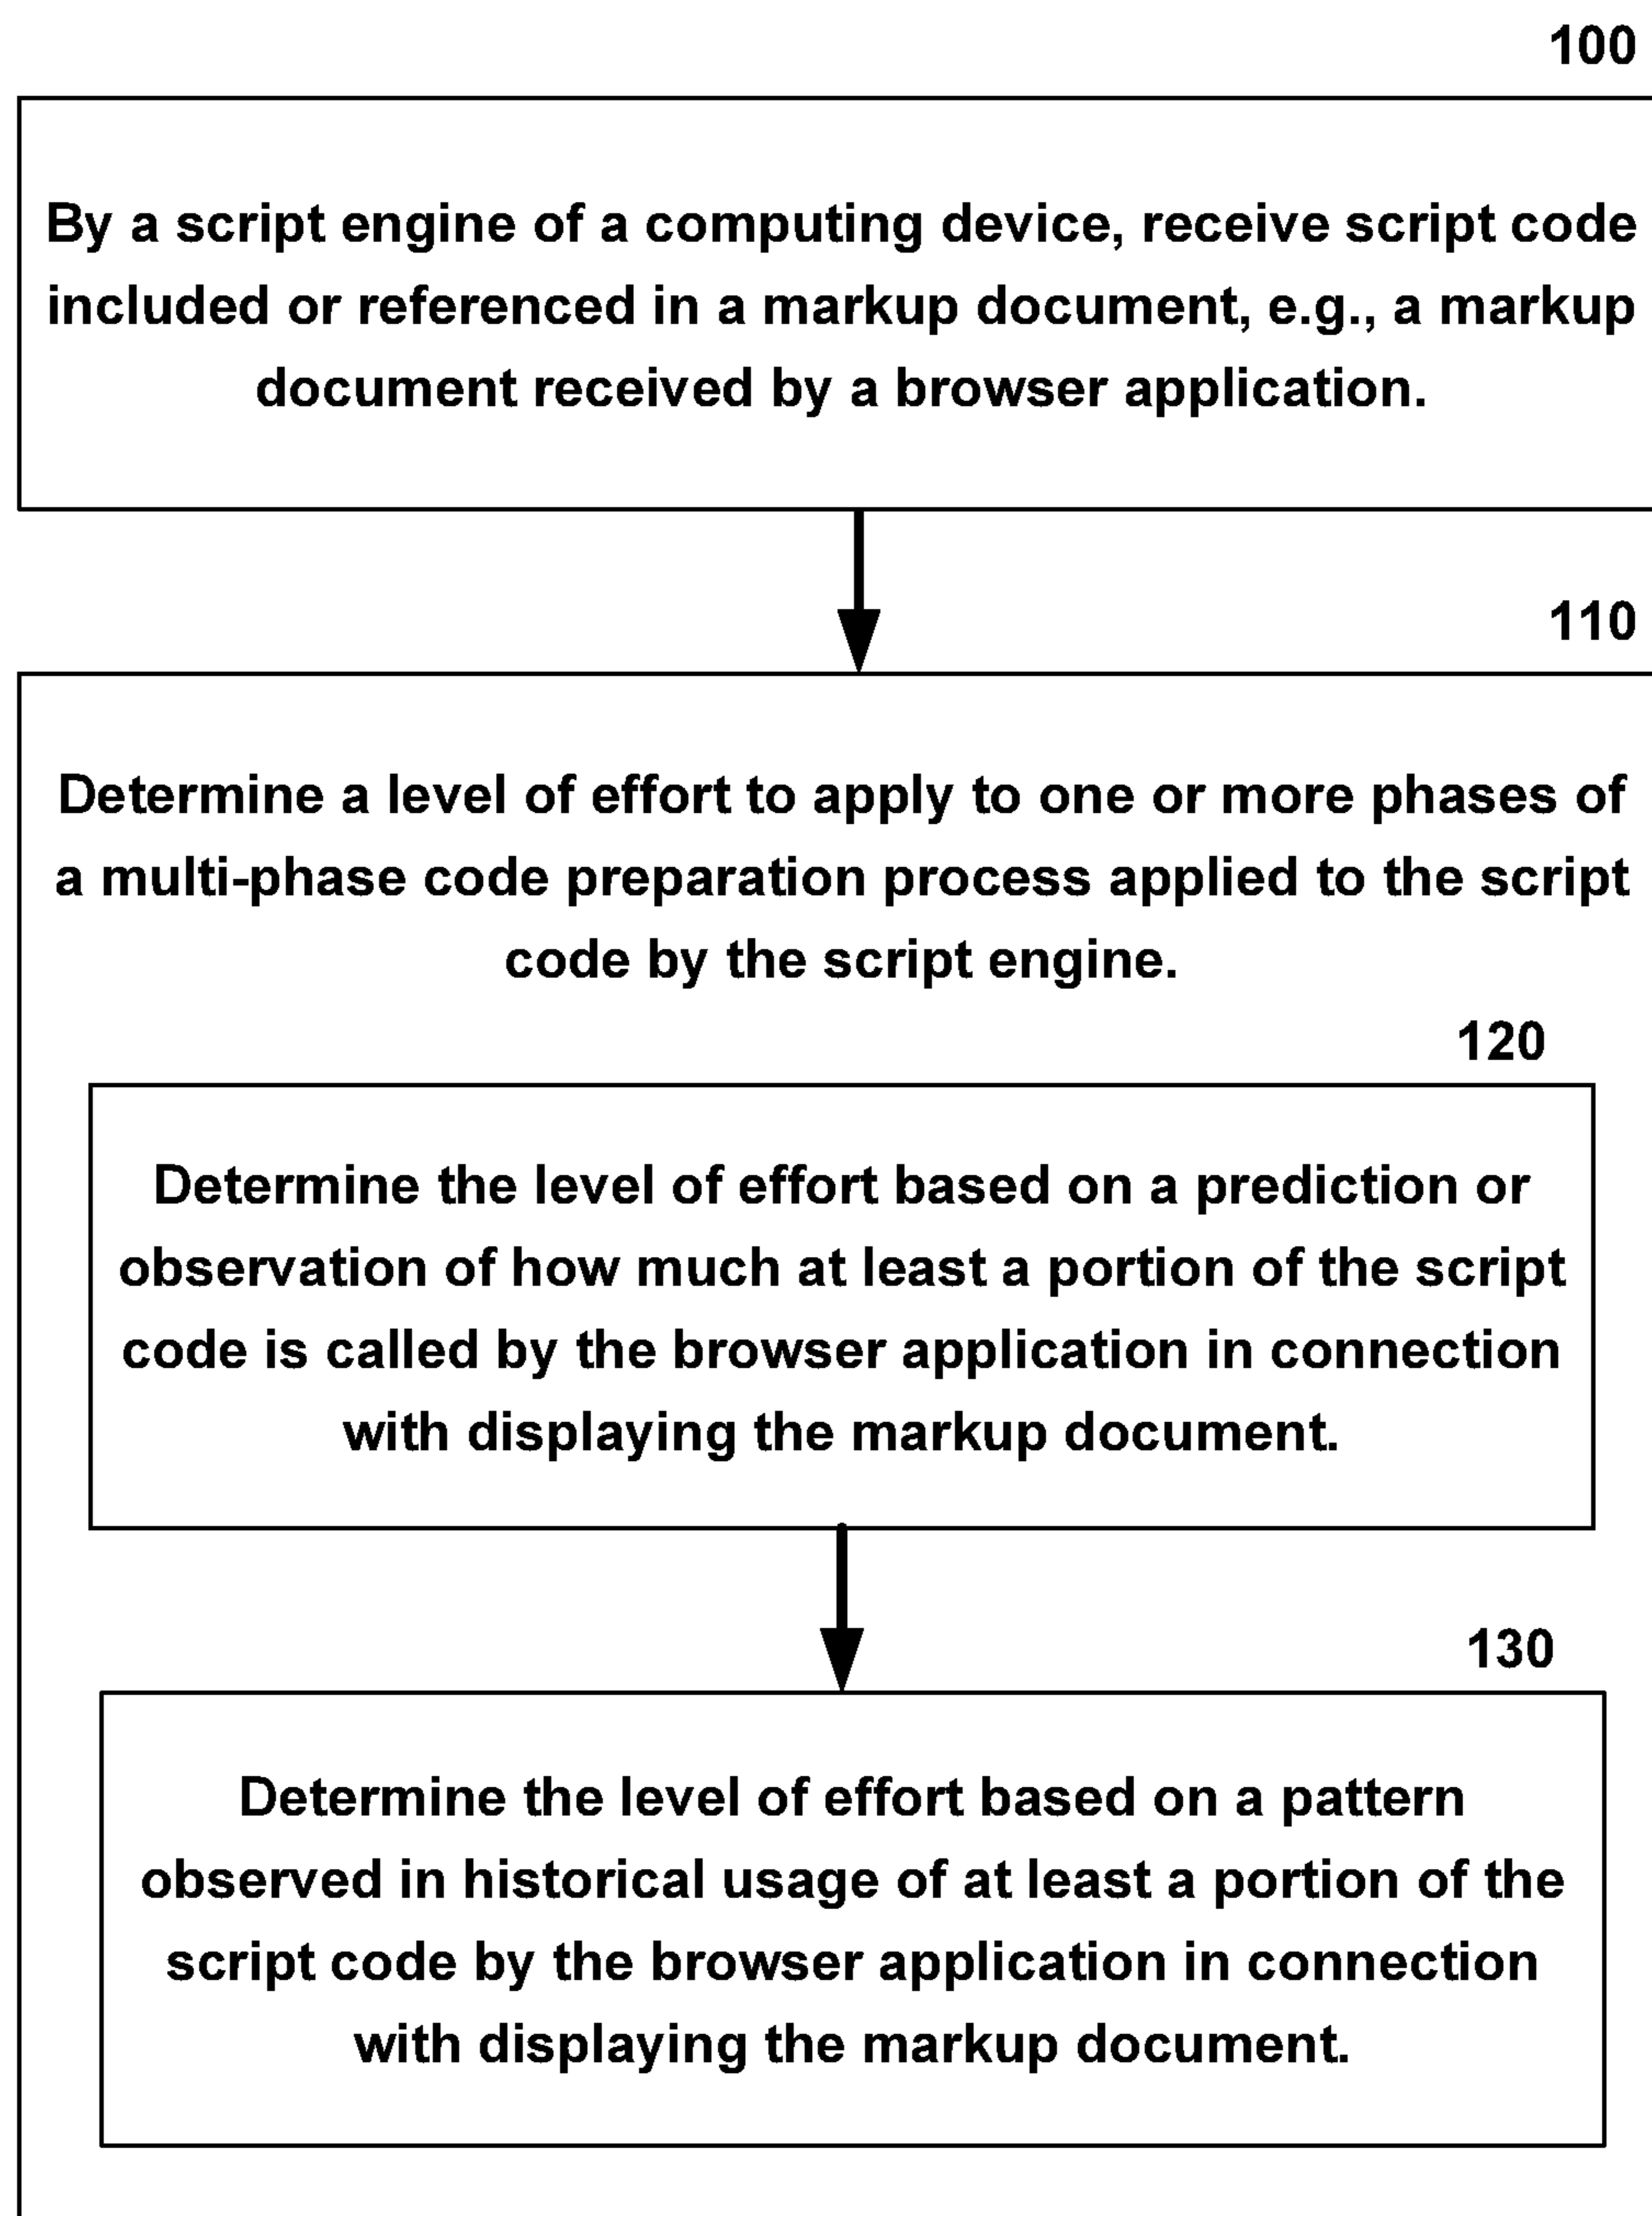 100
By a script engine of a computing device, receive script code
included or referenced in a markup document, e.g., a markup
document received by a browser application.
110
Determine a level of effort to apply to one or more phases of
a multi-phase code preparation process applied to the script
code by the script engine.
120
Determine the level of effort based on a prediction or
observation of how much at least a portion of the script
code is called by the browser application in connection
with displaying the markup document.
130
Determine the level of effort based on a pattern
observed in historical usage of at least a portion of the
script code by the browser application in connection
with displaying the markup document.